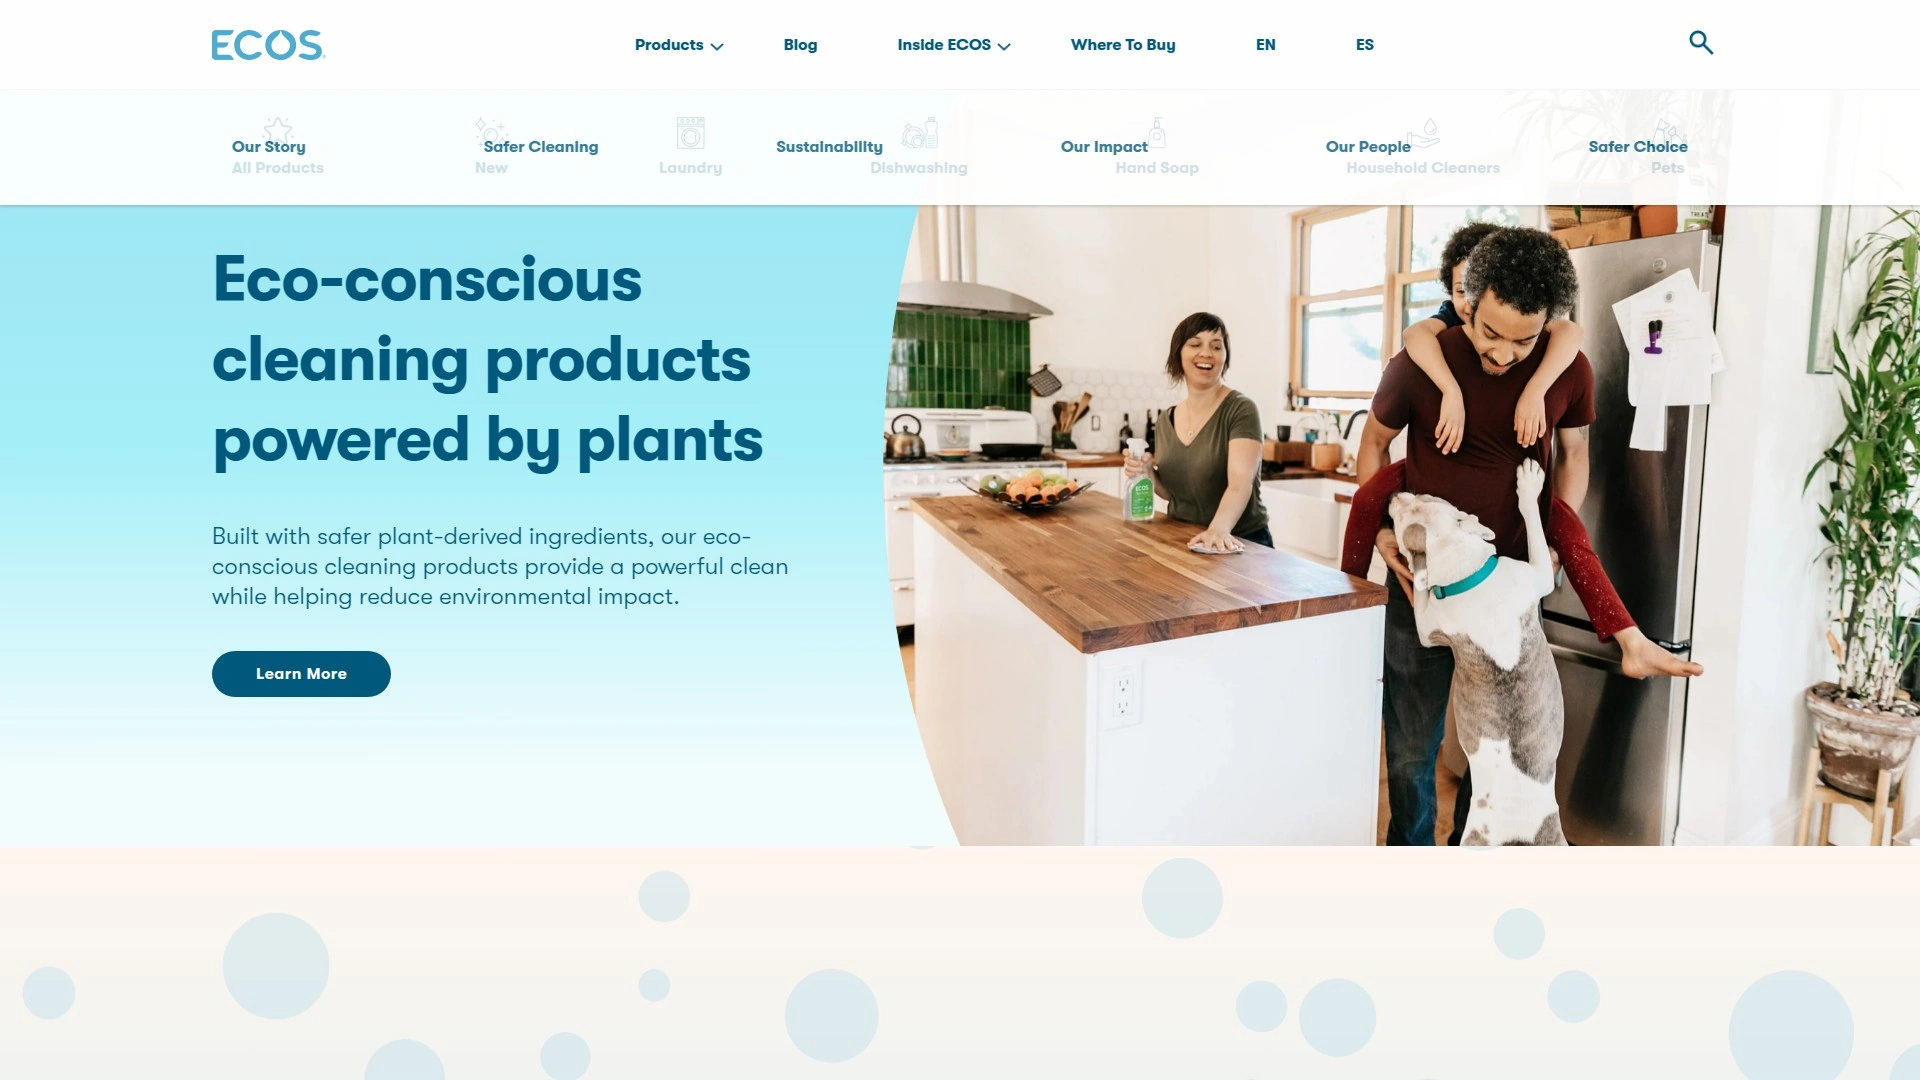 ECOS
Products
Blog
Inside ECOS
Where To Buy
EN
ES
Our Story
Safer Cleaning
Sustainability
Our Impact
Our People
Safer Choice
All Products
New
Laundry
Dishwashing
Hand Soap
Household Cleaners
Pets
Eco-conscious
cleaning products
powered by plants
Built with safer plant-derived ingredients, our eco-
conscious cleaning products provide a powerful clean
while helping reduce environmental impact.
Learn More
ECOS